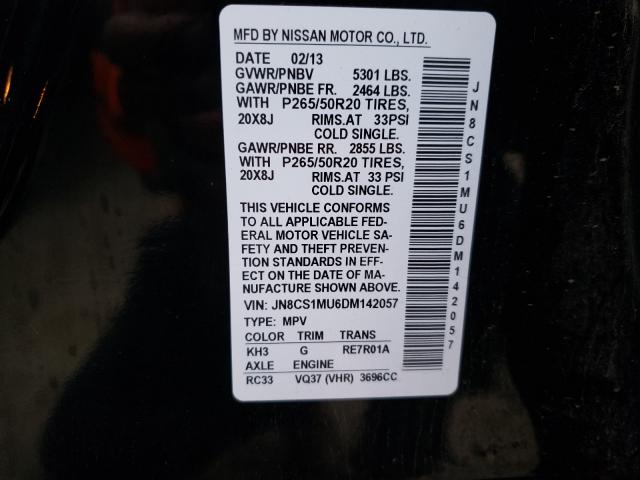 MFD BY NISSAN MOTOR CO., LTD.
DATE 02/13
GVWR/PNBV 5301 LBS.
GAWR/PNBE FR. 2464 LBS.
WITH P265/50R20 TIRES,
20X8J RIMS.AT 33PSI
COLD SINGLE.
GAWR/PNBE RR. 2855 LBS.
WITH P265/50R20 TIRES,
20X8J RIMS.AT 33 PSI
COLD SINGLE.
THIS VEHICLE CONFORMS
TO ALL APPLICABLE FED-
ERAL MOTOR VEHICLE SA-
FETY AND THEFT PREVEN-
TION STANDARDS IN EFF-
ECT ON THE DATE OF MA-
NUFACTURE SHOWN ABOVE.
VIN: JN8CS1MU6DM142057
TYPE: MPV
COLOR TRIM TRANS
KH3 G RE7R01A
AXLE ENGINE
RC33 VQ37 (VHR) 3696CC
JN8CS1MU6DM142057